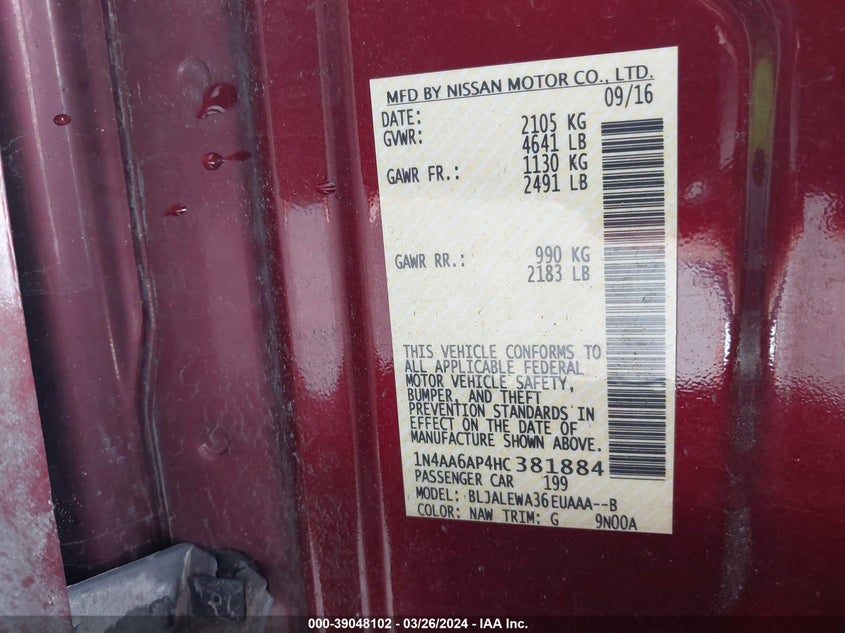 MFD BY NISSAN MOTOR CO., LTD.
DATE: 09/16
GVWR: 2105 KG
4641 LB
GAWR FR.: 1130 KG
2491 LB
GAWR RR.: 990 KG
2183 LB
THIS VEHICLE CONFORMS TO
ALL APPLICABLE FEDERAL
MOTOR VEHICLE SAFETY,
BUMPER, AND THEFT
PREVENTION STANDARDS IN
EFFECT ON THE DATE OF
MANUFACTURE SHOWN ABOVE.
1N4AA6AP4HC381884
PASSENGER CAR 199
MODEL: BLJALEWA36EUAAA--B
COLOR: NAW TRIM: G 9N00A
000-39048102 - 03/26/2024 - IAA Inc.